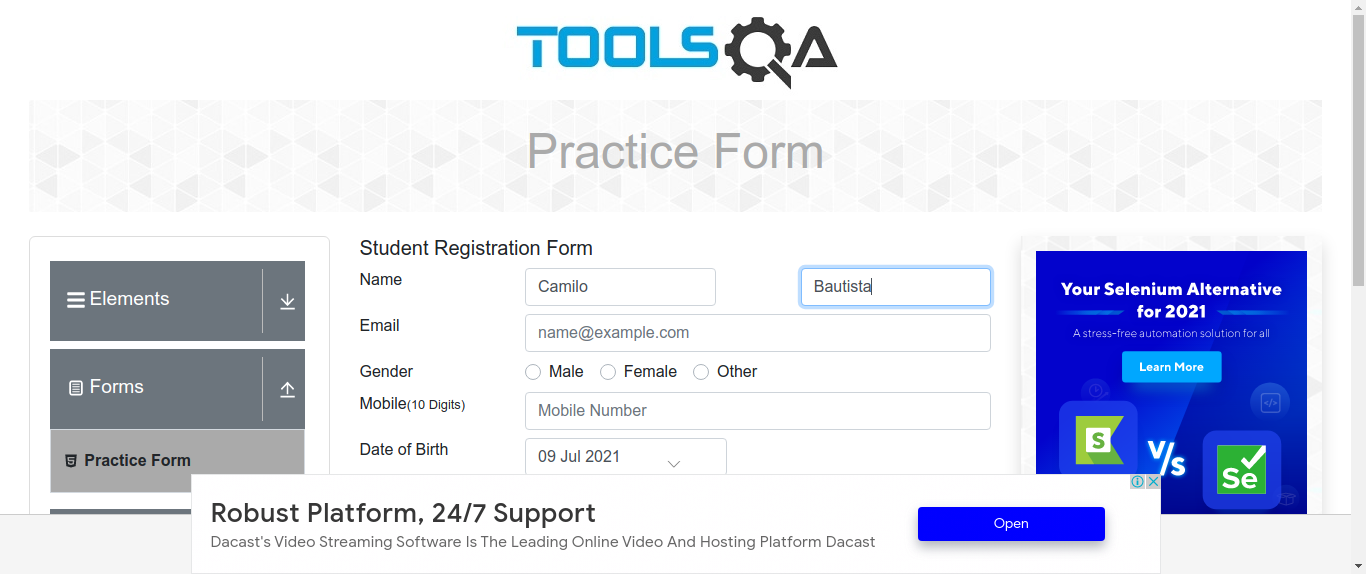 TOOLSQA
Practice Form
Elements
Forms
Practice Form
Student Registration Form
Name
Camilo
Bautista
Email
name@example.com
Gender
Male Female Other
Mobile(10 Digits)
Mobile Number
Date of Birth
09 Jul 2021
Your Selenium Alternative
for 2021
A stress-free automation solution for all
Learn More
S
V/s
Se
Robust Platform, 24/7 Support
Dacast's Video Streaming Software Is The Leading Online Video And Hosting Platform Dacast
Open